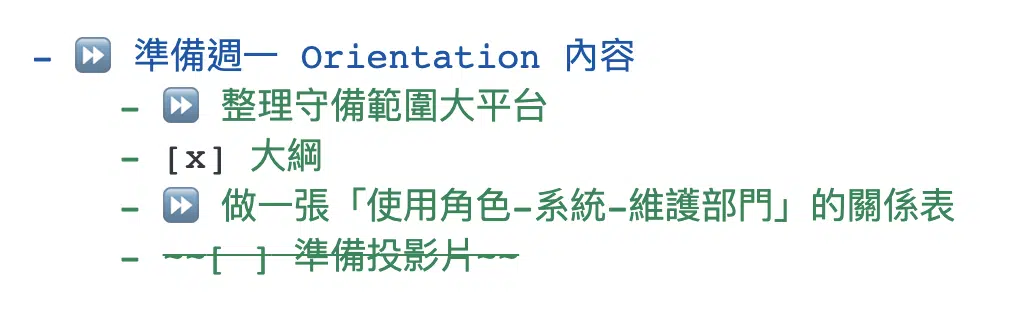 - ⏩ 準備週一 Orientation 內容
- ⏩ 整理守備範圍大平台
- [x] 大綱
- ⏩ 做一張「使用角色-系統-維護部門」的關係表
- ~~[ ] 準備投影片~~